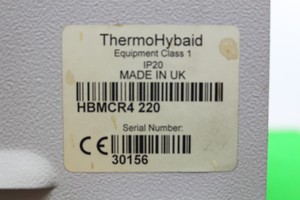 ThermoHybaid
Equipment Class 1
IP20
MADE IN UK
HBMCR4 220
Serial Number:
CE 30156